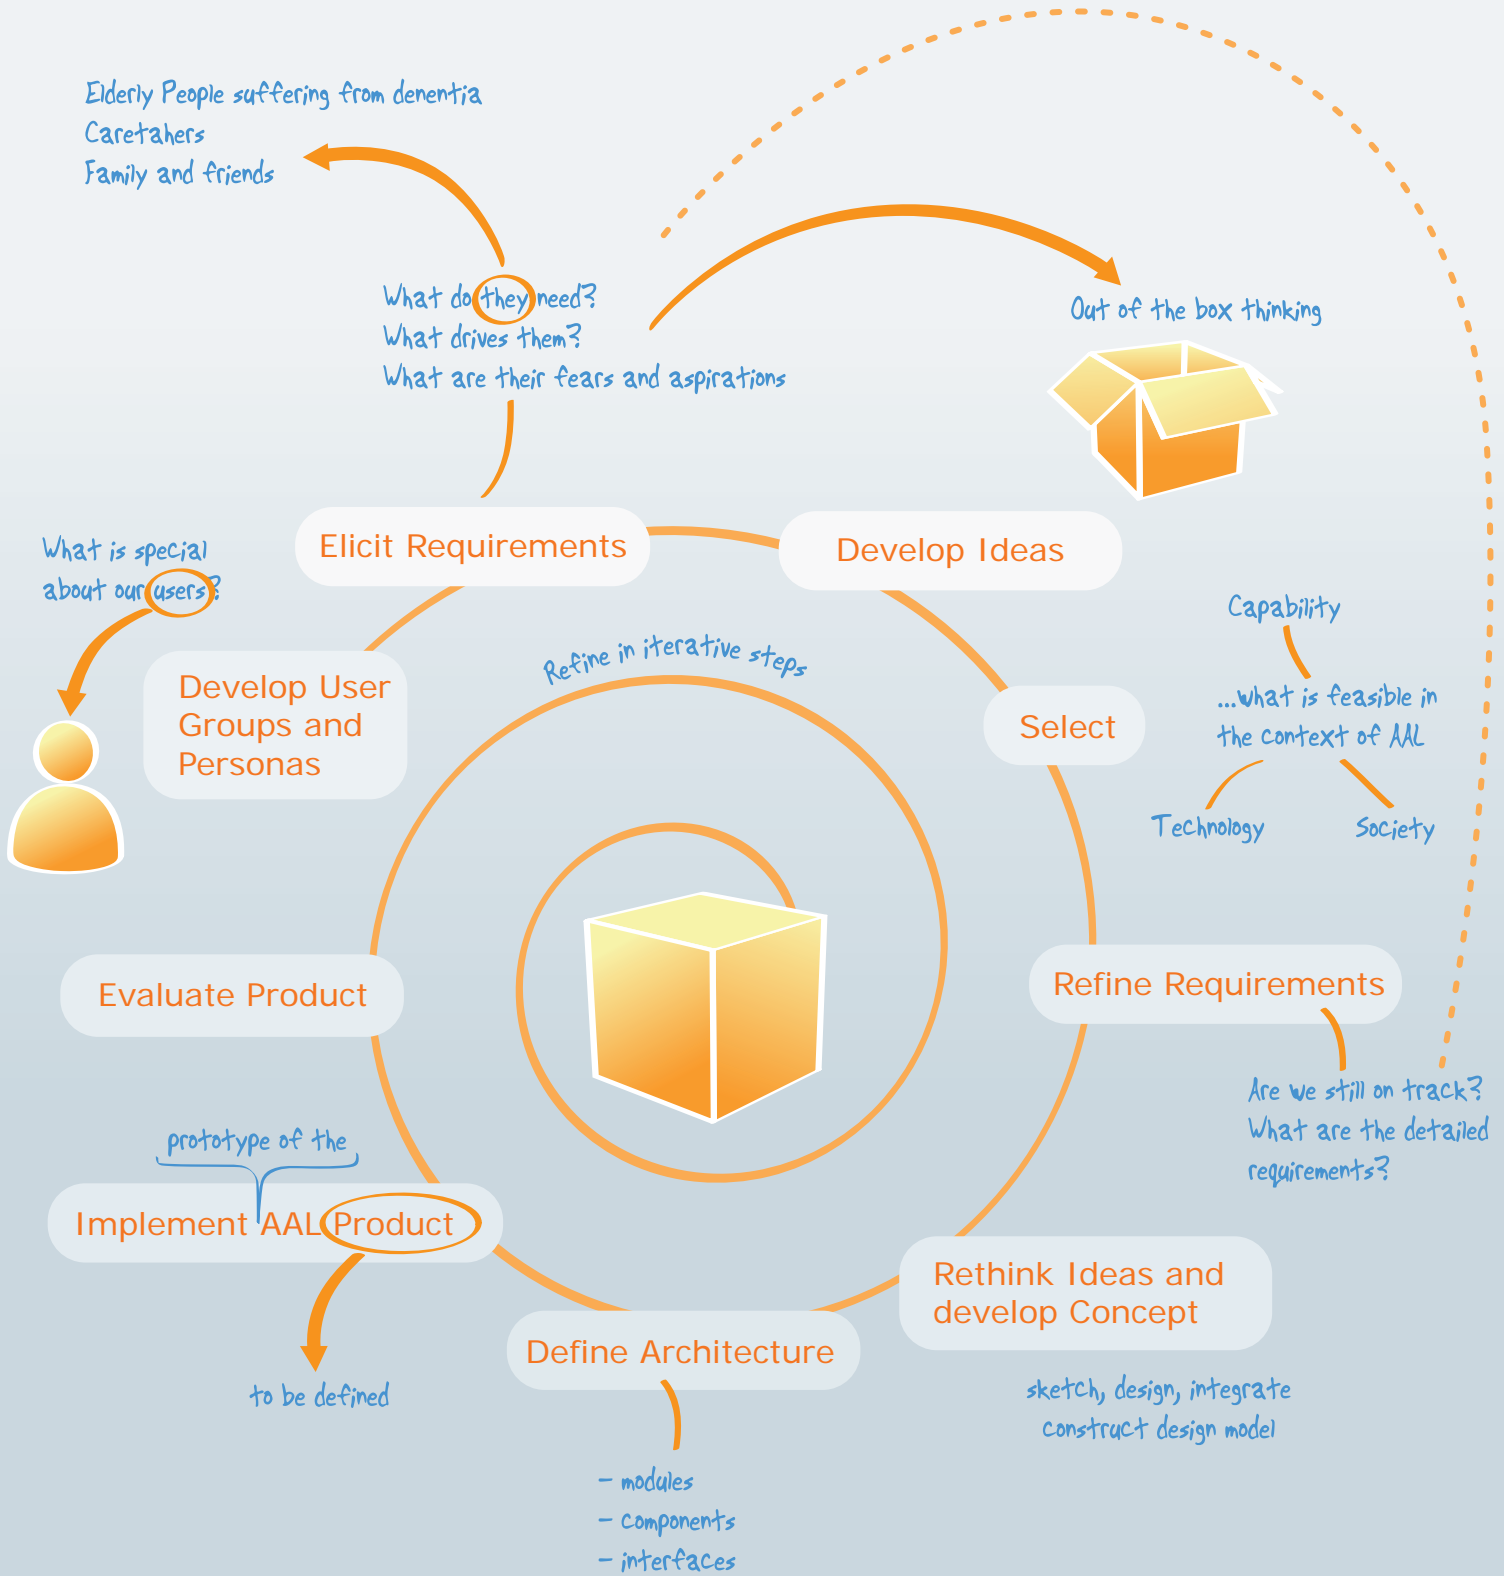 Elderly People suffering from denentia
Caretahers
Family and friends
What do they need?
What drives them?
What are their fears and aspirations
Out of the box thinking
Elicit Requirements
Develop Ideas
What is special
about our users?
Capability
Refine in iterative steps
Develop User
Groups and
Personas
Select
...what is feasible in
the context of AAL
Technology
Society
Evaluate Product
Refine Requirements
Are we still on track?
What are the detailed
requirements?
prototype of the
Implement AAL Product
Rethink Ideas and
develop Concept
Define Architecture
to be defined
sketch, design, integrate
construct design model
- modules
- components
- interfaces